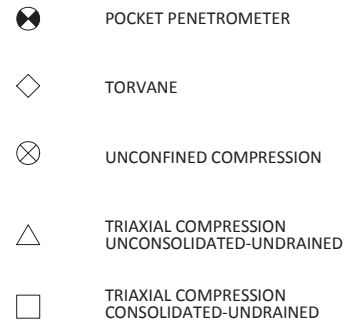 POCKET PENETROMETER
TORVANE
UNCONFINED COMPRESSION
TRIAXIAL COMPRESSION
UNCONSOLIDATED-UNDRAINED
TRIAXIAL COMPRESSION
CONSOLIDATED-UNDRAINED